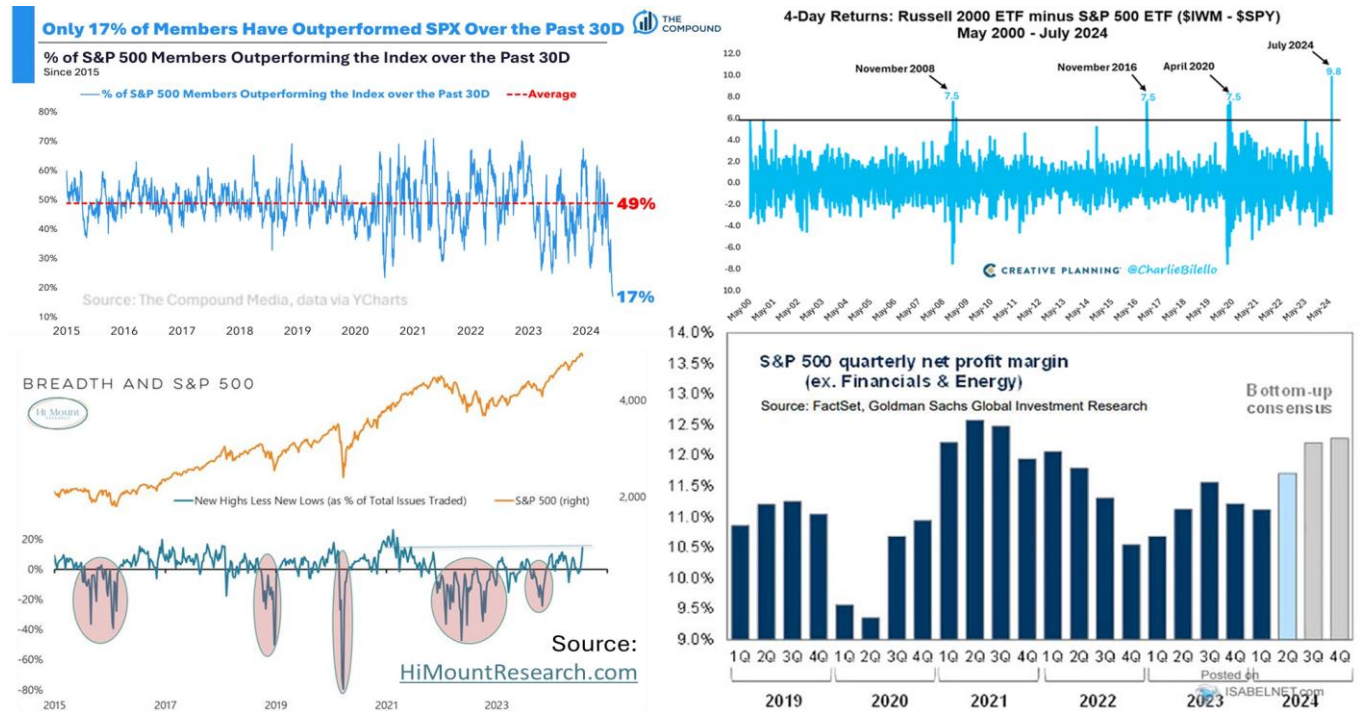 Only 17% of Members Have Outperformed SPX Over the Past 30D
THE
COMPOUND
% of S&P 500 Members Outperforming the Index over the Past 30D
Since 2015
% of S&P 500 Members Outperforming the Index over the Past 30D
Average
80%
70%
60%
50%
40%
30%
20%
10%
49%
17%
Source: The Compound Media, data via YCharts
2015 2016 2017 2018 2019 2020 2021 2022 2023 2024
4-Day Returns: Russell 2000 ETF minus S&P 500 ETF ($IWM - $SPY)
May 2000 - July 2024
12.0
10.0
8.0
6.0
4.0
2.0
0.0
-2.0
-4.0
-6.0
-8.0
10.0
November 2008
7.5
November 2016
7.5
April 2020
7.5
July 2024
9.8
CREATIVE PLANNING @CharlieBilello
May-00 May-01 May-02 May-03 May-04 May-05 May-06 May-07 May-08 May-09 May-10 May-11 May-12 May-13 May-14 May-15 May-16 May-17 May-18 May-19 May-20 May-21 May-22 May-23 May-24
BREADTH AND S&P 500
Hi Mount
4,000
2,000
New Highs Less New Lows (as % of Total Issues Traded)
S&P 500 (right)
20%
0%
-20%
-40%
-60%
-80%
Source:
HiMountResearch.com
2015 2017 2019 2021 2023
14.0%
13.5%
13.0%
12.5%
12.0%
11.5%
11.0%
10.5%
10.0%
9.5%
9.0%
S&P 500 quarterly net profit margin
(ex. Financials & Energy)
Source: FactSet, Goldman Sachs Global Investment Research
Bottom-up
consensus
1Q 2Q 3Q 4Q 1Q 2Q 3Q 4Q 1Q 2Q 3Q 4Q 1Q 2Q 3Q 4Q 1Q 2Q 3Q 4Q 1Q 2Q 3Q 4Q
2019 2020 2021 2022 2023 2024
Posted on
ISABELNET.com